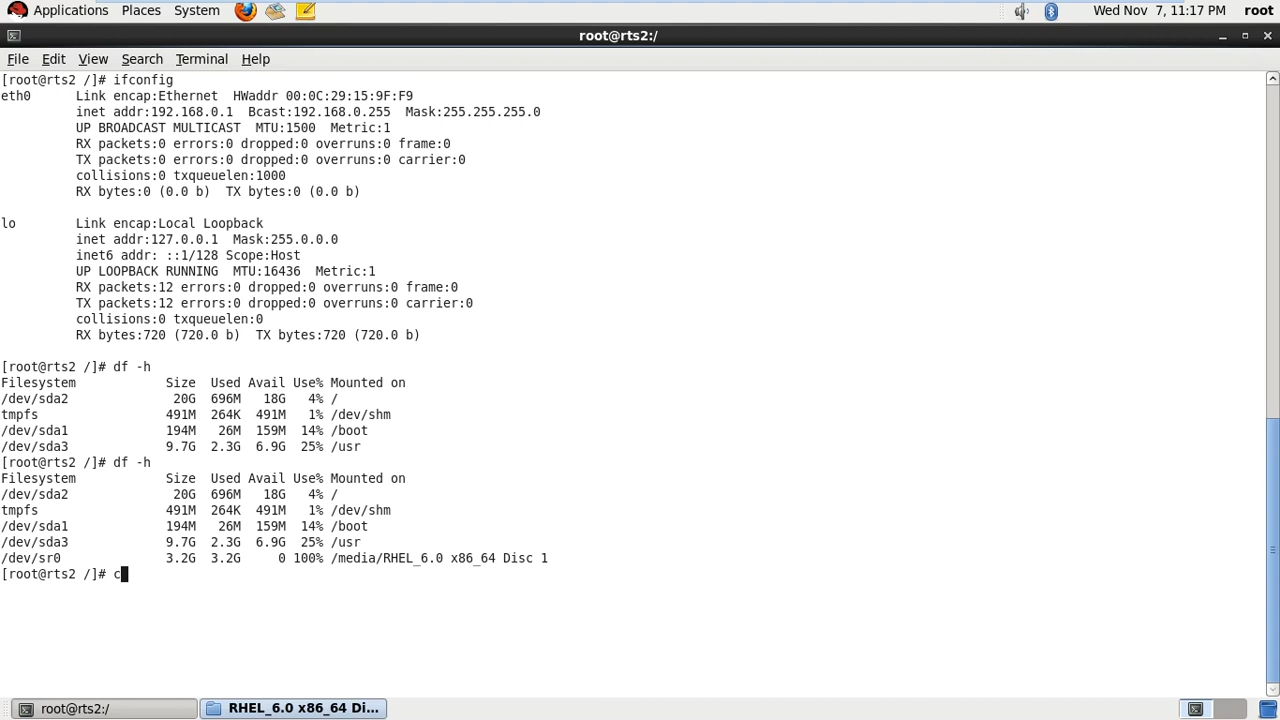 Applications Places System Wed Nov 7, 11:17 PM root
root@rts2:/
File Edit View Search Terminal Help
[root@rts2 /]# ifconfig
eth0 Link encap:Ethernet HWaddr 00:0C:29:15:9F:F9
inet addr:192.168.0.1 Bcast:192.168.0.255 Mask:255.255.255.0
UP BROADCAST MULTICAST MTU:1500 Metric:1
RX packets:0 errors:0 dropped:0 overruns:0 frame:0
TX packets:0 errors:0 dropped:0 overruns:0 carrier:0
collisions:0 txqueuelen:1000
RX bytes:0 (0.0 b) TX bytes:0 (0.0 b)
lo Link encap:Local Loopback
inet addr:127.0.0.1 Mask:255.0.0.0
inet6 addr: ::1/128 Scope:Host
UP LOOPBACK RUNNING MTU:16436 Metric:1
RX packets:12 errors:0 dropped:0 overruns:0 frame:0
TX packets:12 errors:0 dropped:0 overruns:0 carrier:0
collisions:0 txqueuelen:0
RX bytes:720 (720.0 b) TX bytes:720 (720.0 b)
[root@rts2 /]# df -h
Filesystem Size Used Avail Use% Mounted on
/dev/sda2 20G 696M 18G 4% /
tmpfs 491M 264K 491M 1% /dev/shm
/dev/sda1 194M 26M 159M 14% /boot
/dev/sda3 9.7G 2.3G 6.9G 25% /usr
[root@rts2 /]# df -h
Filesystem Size Used Avail Use% Mounted on
/dev/sda2 20G 696M 18G 4% /
tmpfs 491M 264K 491M 1% /dev/shm
/dev/sda1 194M 26M 159M 14% /boot
/dev/sda3 9.7G 2.3G 6.9G 25% /usr
/dev/sr0 3.2G 3.2G 0 100% /media/RHEL_6.0 x86_64 Disc 1
[root@rts2 /]# c
root@rts2:/ RHEL_6.0 x86_64 Di...